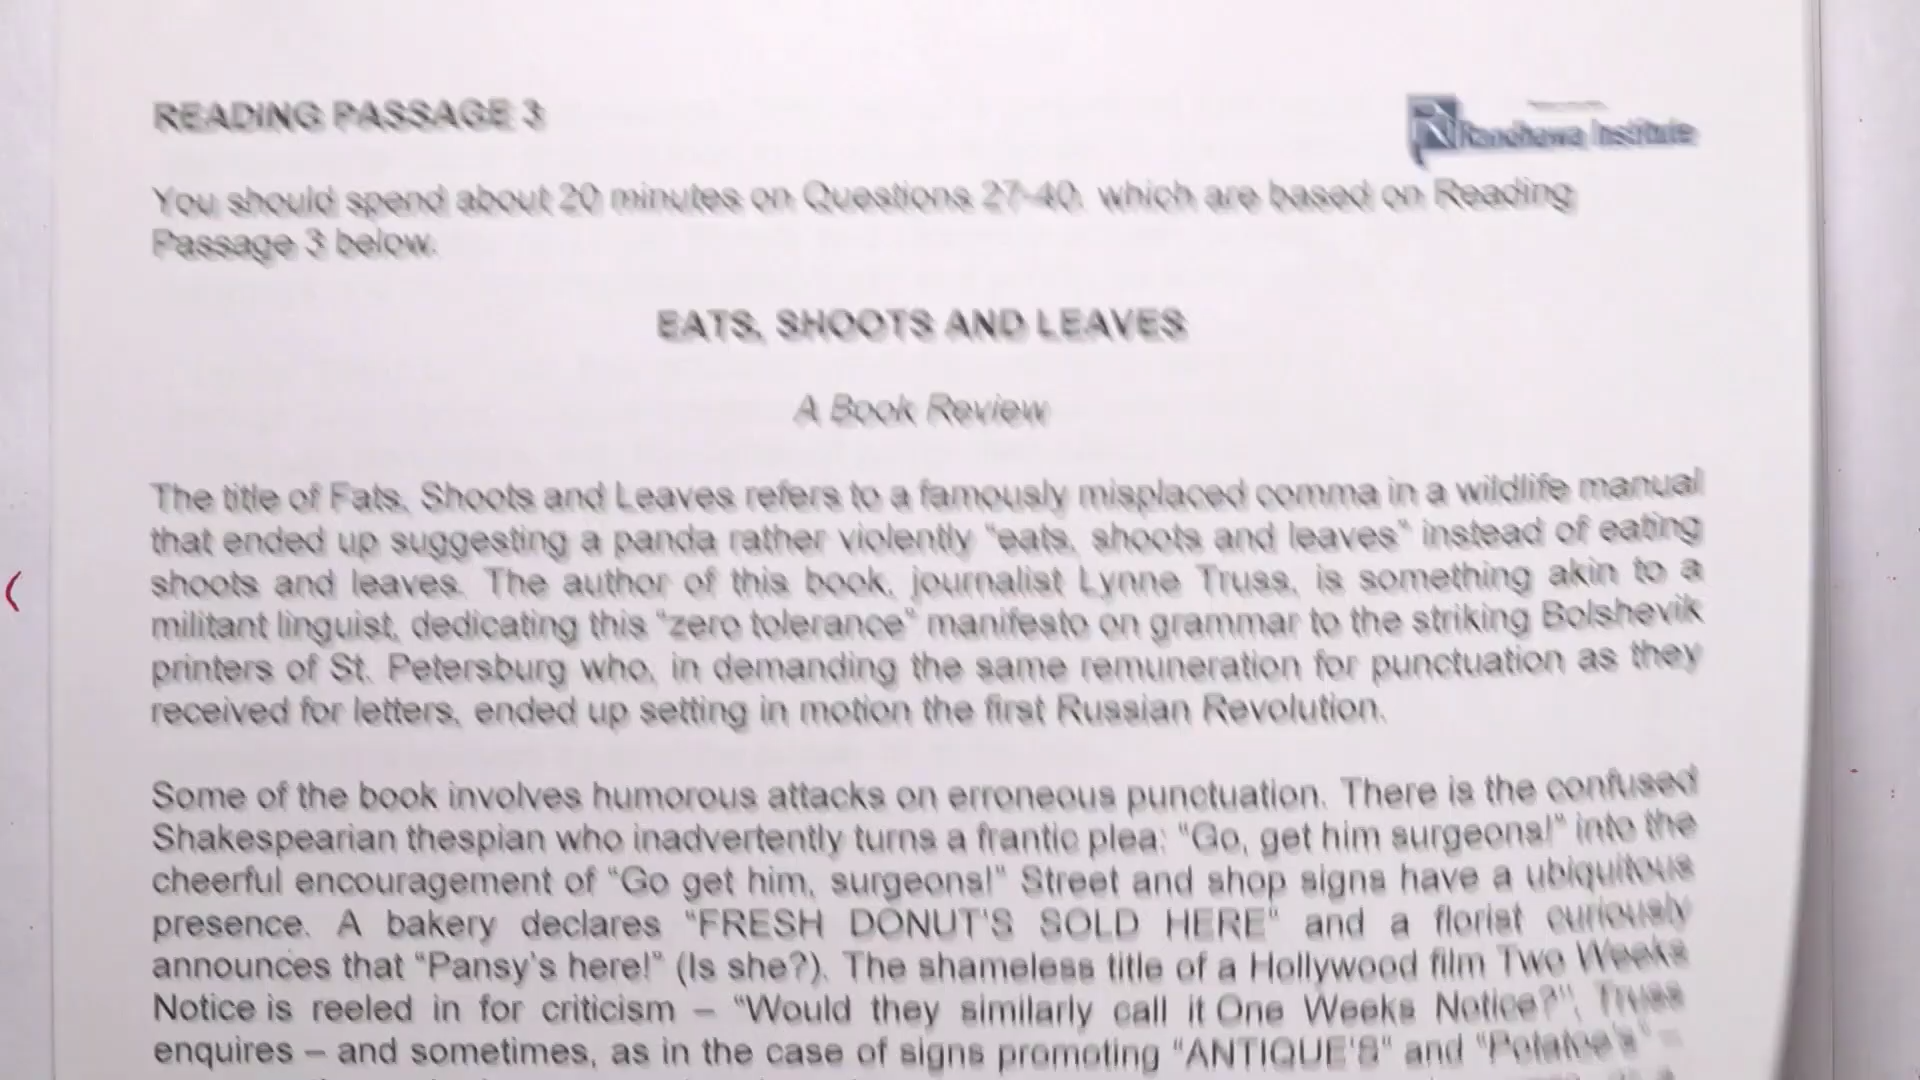 READING PASSAGE 3
Randhawa Institute
You should spend about 20 minutes on Questions 27-40, which are based on Reading
Passage 3 below.
EATS, SHOOTS AND LEAVES
A Book Review
The title of Fats, Shoots and Leaves refers to a famously misplaced comma in a wildlife manual
that ended up suggesting a panda rather violently "eats, shoots and leaves" instead of eating
shoots and leaves. The author of this book, journalist Lynne Truss, is something akin to a
militant linguist, dedicating this "zero tolerance" manifesto on grammar to the striking Bolshevik
printers of St. Petersburg who, in demanding the same remuneration for punctuation as they
received for letters, ended up setting in motion the first Russian Revolution.
Some of the book involves humorous attacks on erroneous punctuation. There is the confused
Shakespearian thespian who inadvertently turns a frantic plea: "Go, get him surgeons!" into the
cheerful encouragement of "Go get him, surgeons!" Street and shop signs have a ubiquitous
presence. A bakery declares "FRESH DONUT'S SOLD HERE" and a florist curiously
announces that "Pansy's here!" (Is she?). The shameless title of a Hollywood film Two Weeks
Notice is reeled in for criticism – "Would they similarly call it One Weeks Notice?", Truss
enquires – and sometimes, as in the case of signs promoting "ANTIQUE'S" and "Potatoe's" –